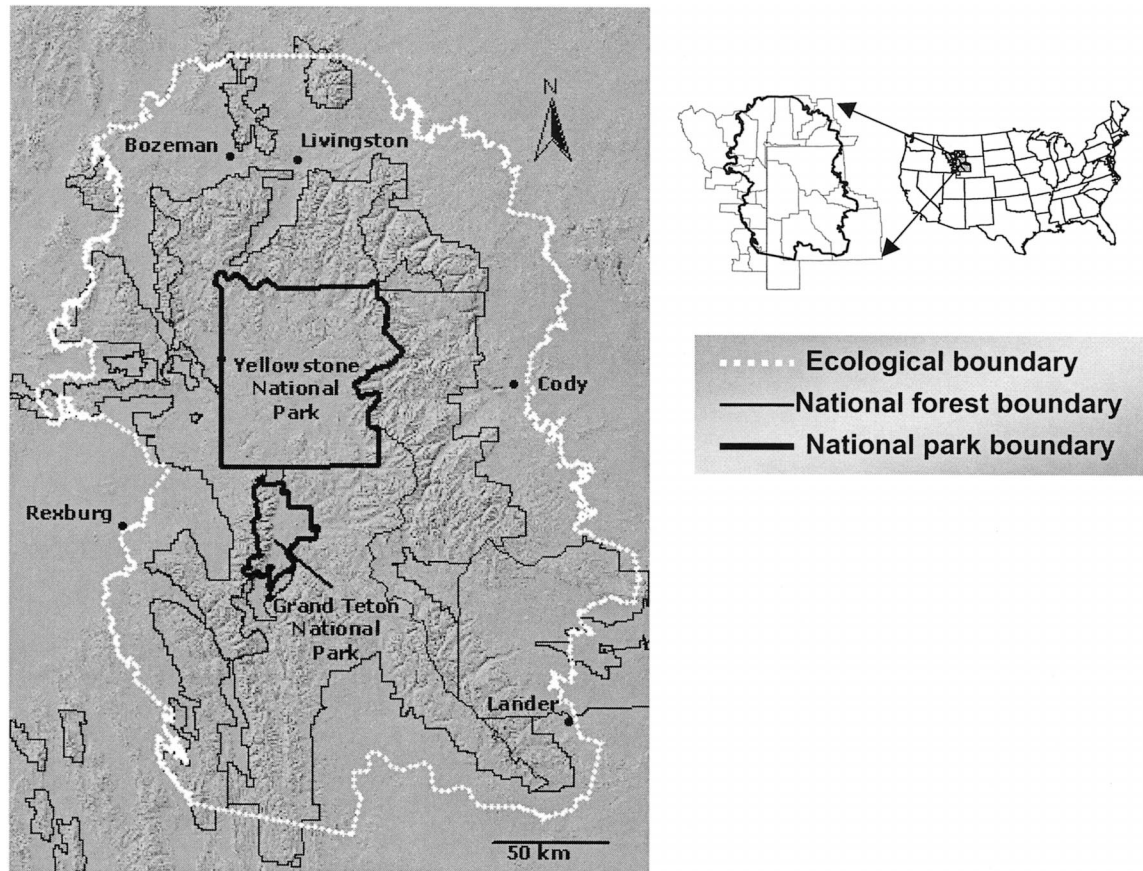 N
Bozeman
Livingston
Yellowstone
National
Park
Cody
Rexburg
Grand Teton
National
Park
Lander
50 km
Ecological boundary
National forest boundary
National park boundary